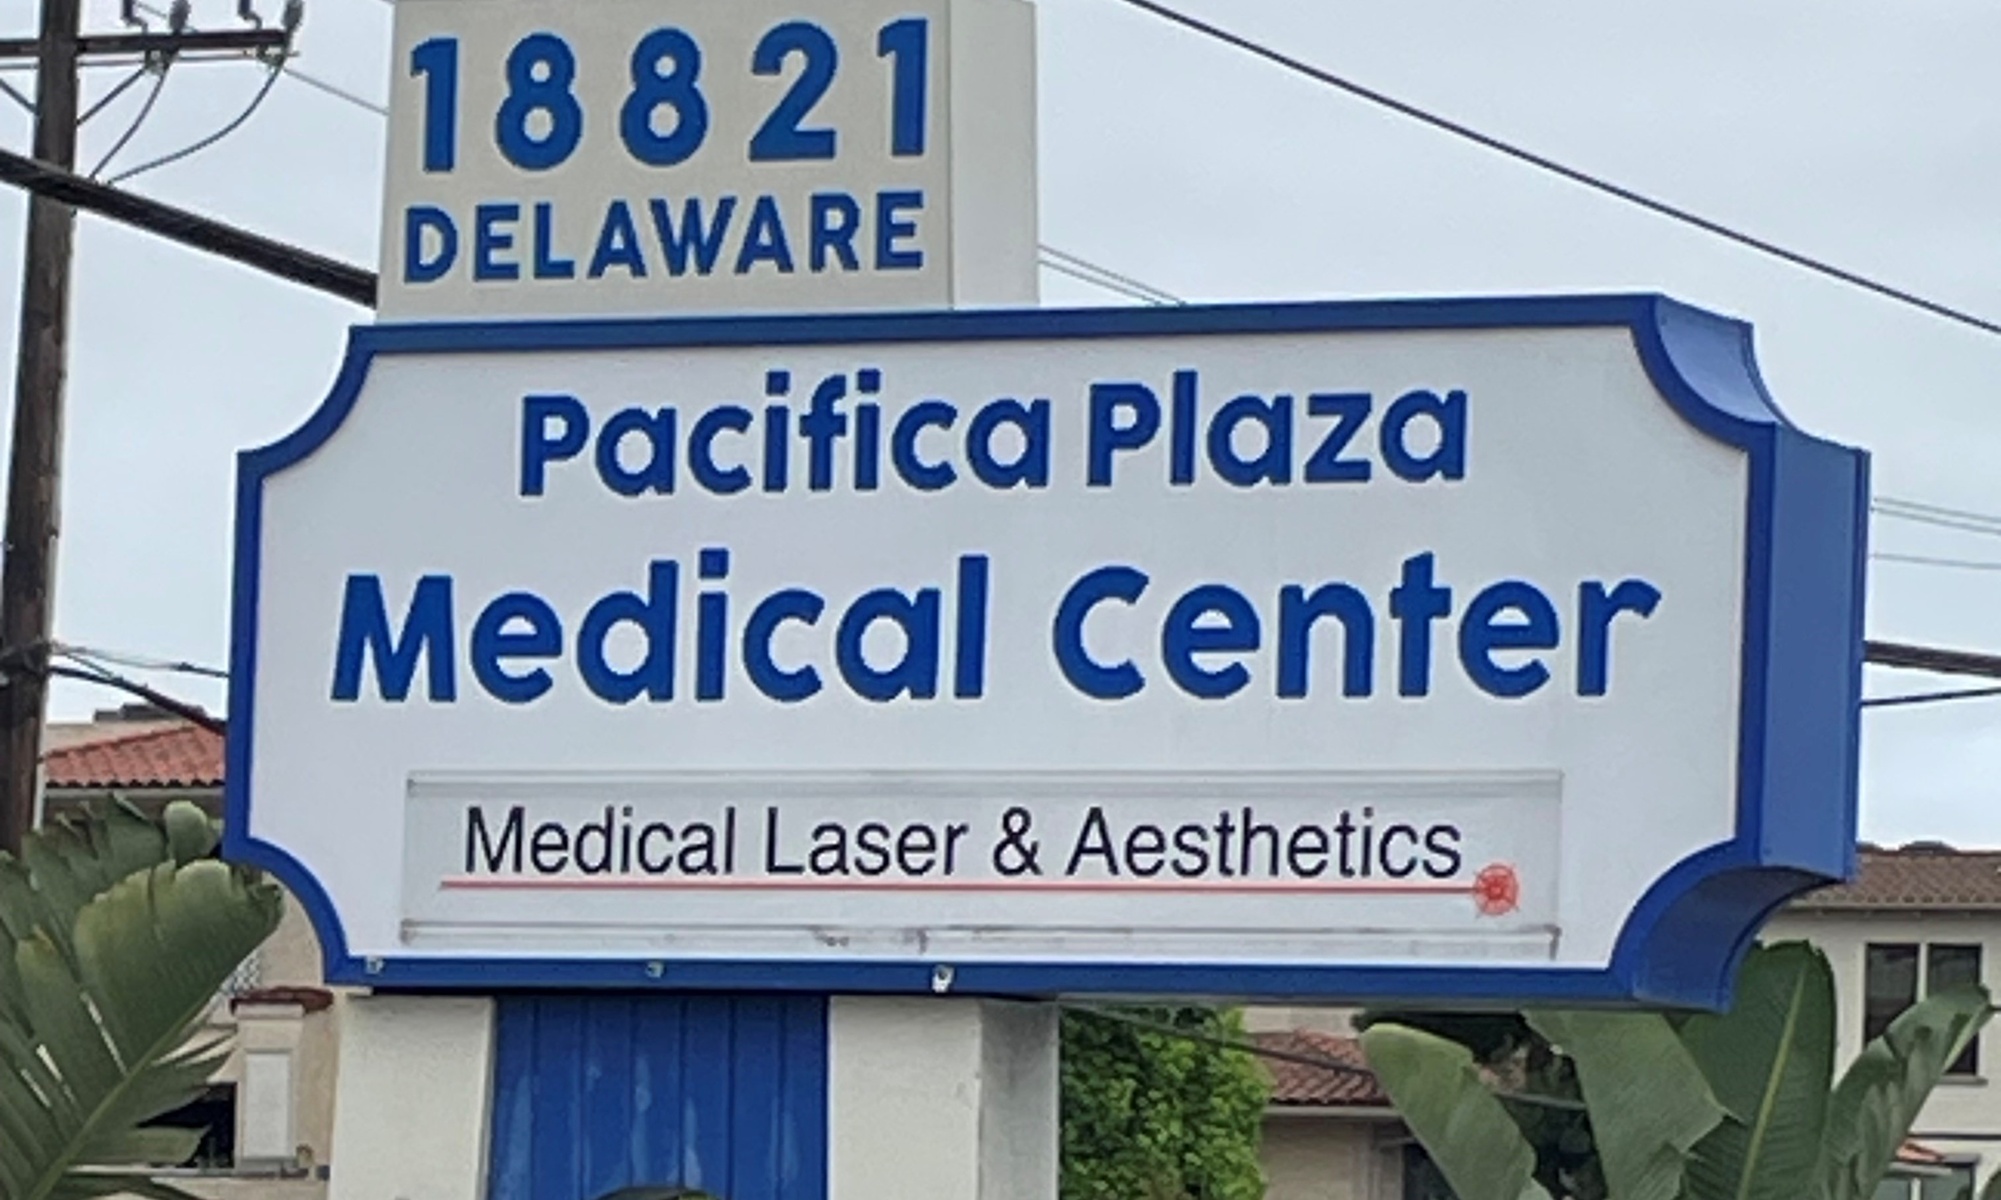 18821
DELAWARE
Pacifica Plaza
Medical Center
Medical Laser & Aesthetics